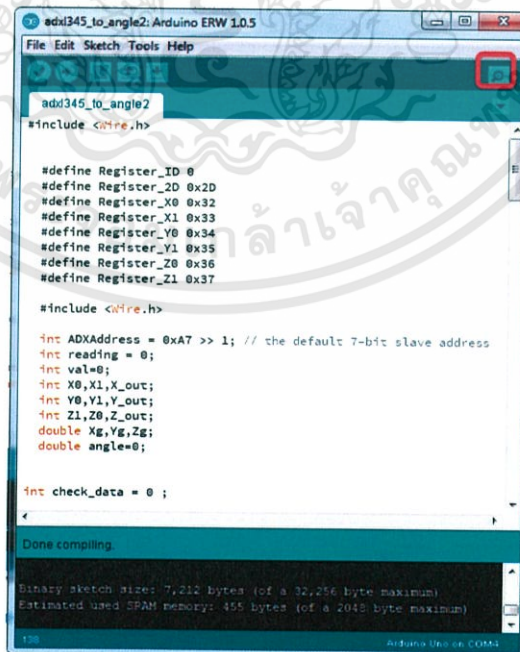 adxl345_to_angle2: Arduino ERW 1.0.5
File Edit Sketch Tools Help
adxl345_to_angle2
#include <Wire.h>
#define Register_ID 0
#define Register_2D 0x2D
#define Register_X0 0x32
#define Register_X1 0x33
#define Register_Y0 0x34
#define Register_Y1 0x35
#define Register_Z0 0x36
#define Register_Z1 0x37
#include <Wire.h>
int ADXAddress = 0xA7 >> 1; // the default 7-bit slave address
int reading = 0;
int val=0;
int X0,X1,X_out;
int Y0,Y1,Y_out;
int Z1,Z0,Z_out;
double Xg,Yg,Zg;
double angle=0;
int check_data = 0 ;
Done compiling.
Binary sketch size: 7,212 bytes (of a 32,256 byte maximum)
Estimated used SRAM memory: 455 bytes (of a 2048 byte maximum)
138
Arduino Uno on COM4